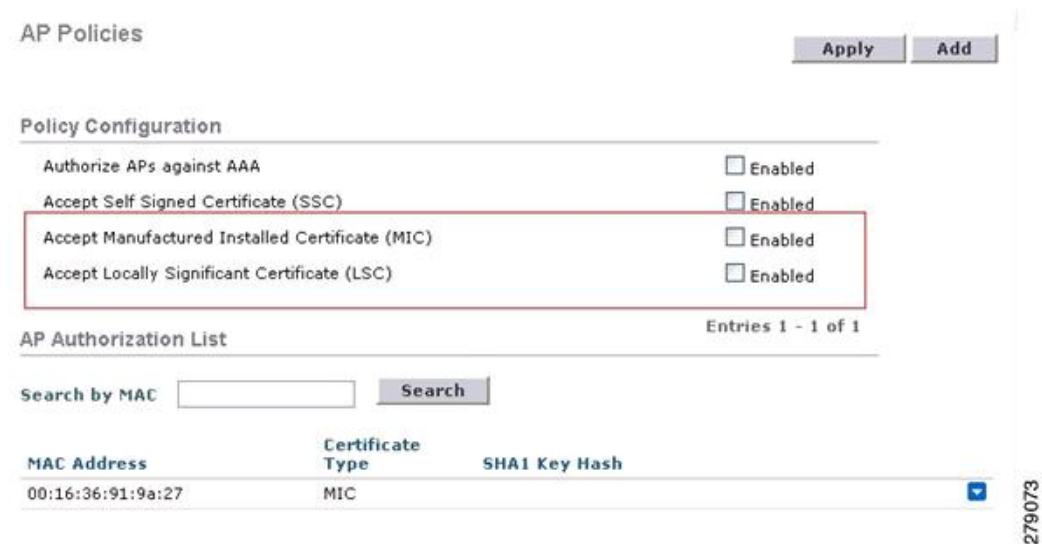 AP Policies
Apply Add
Policy Configuration
Authorize APs against AAA Enabled
Accept Self Signed Certificate (SSC) Enabled
Accept Manufactured Installed Certificate (MIC) Enabled
Accept Locally Significant Certificate (LSC) Enabled
Entries 1 - 1 of 1
AP Authorization List
Search by MAC Search
MAC Address Certificate Type SHA1 Key Hash
00:16:36:91:9a:27 MIC
279073